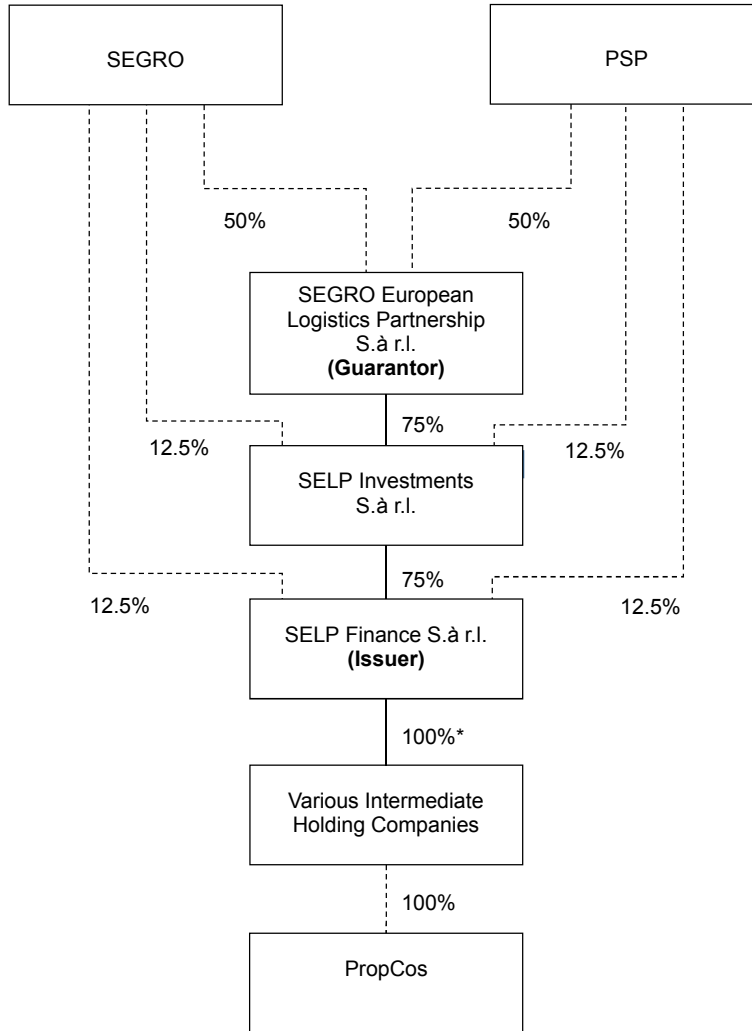 SEGRO
PSP
50%
50%
SEGRO European
Logistics Partnership
S.à r.l.
(Guarantor)
75%
12.5%
12.5%
SELP Investments
S.à r.l.
75%
12.5%
12.5%
SELP Finance S.à r.l.
(Issuer)
100%*
Various Intermediate
Holding Companies
100%
PropCos